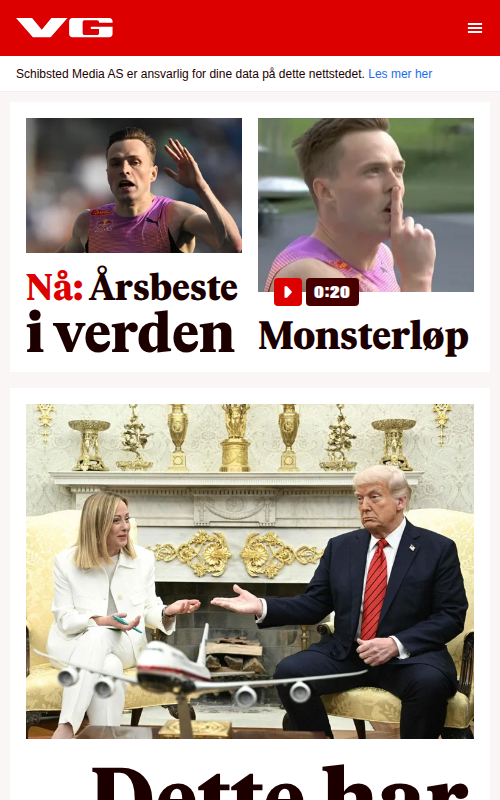 VG
Schibsted Media AS er ansvarlig for dine data på dette nettstedet. Les mer her
Nå: Årsbeste
i verden
0:20
Monsterløp
Dette har